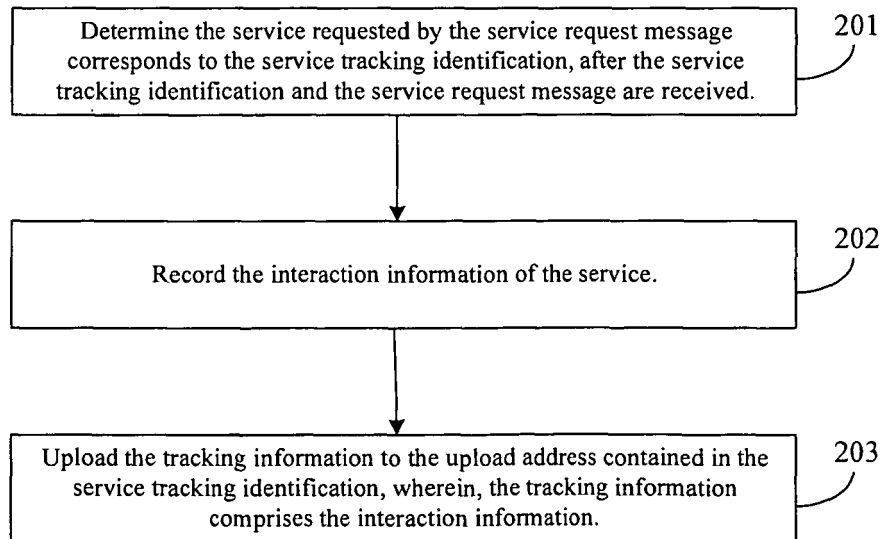 Determine the service requested by the service request message
corresponds to the service tracking identification, after the service
tracking identification and the service request message are received.
201
Record the interaction information of the service.
202
Upload the tracking information to the upload address contained in the
service tracking identification, wherein, the tracking information
comprises the interaction information.
203